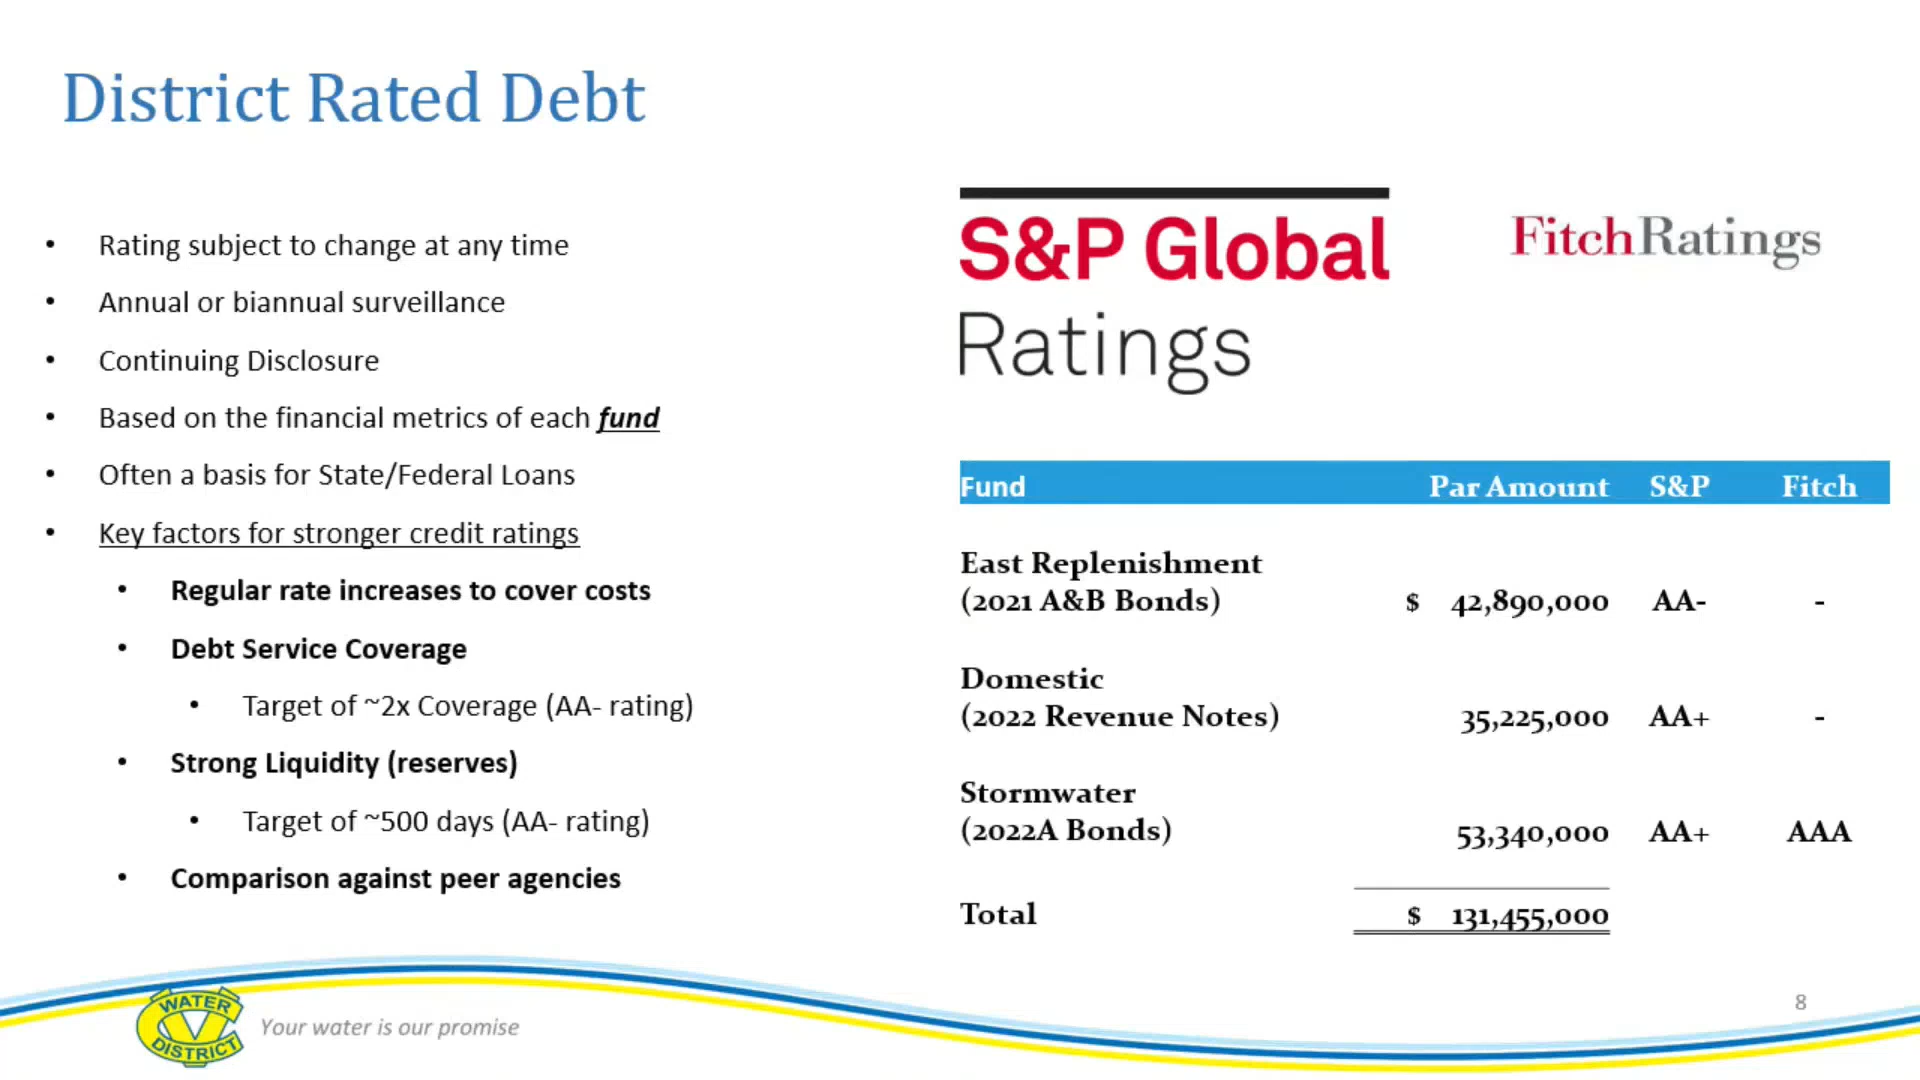 District Rated Debt
• Rating subject to change at any time
• Annual or biannual surveillance
• Continuing Disclosure
• Based on the financial metrics of each fund
• Often a basis for State/Federal Loans
• Key factors for stronger credit ratings
• Regular rate increases to cover costs
• Debt Service Coverage
• Target of ~2x Coverage (AA- rating)
• Strong Liquidity (reserves)
• Target of ~500 days (AA- rating)
• Comparison against peer agencies
S&P Global
Ratings
FitchRatings
Fund Par Amount S&P Fitch
East Replenishment
(2021 A&B Bonds) $ 42,890,000 AA- -
Domestic
(2022 Revenue Notes) 35,225,000 AA+ -
Stormwater
(2022A Bonds) 53,340,000 AA+ AAA
Total $ 131,455,000
WATER
CV
DISTRICT
Your water is our promise
8